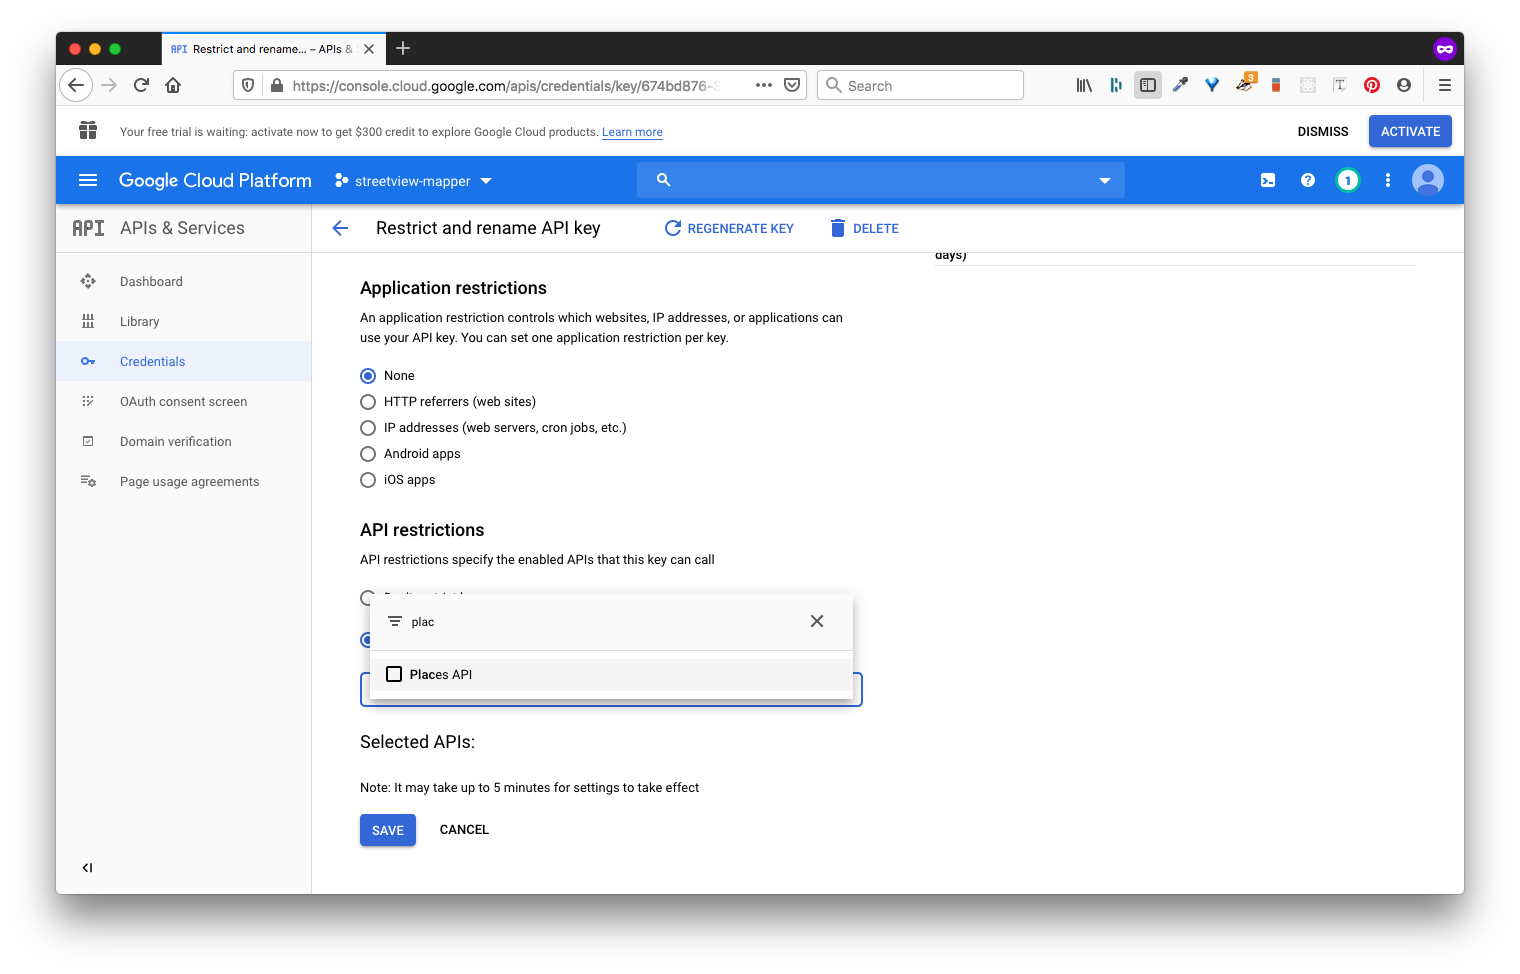 API Restrict and rename... – APIs &
https://console.cloud.google.com/apis/credentials/key/674bd876-
Search
3
Your free trial is waiting: activate now to get $300 credit to explore Google Cloud products. Learn more
DISMISS
ACTIVATE
Google Cloud Platform
streetview-mapper
1
API APIs & Services
Restrict and rename API key
REGENERATE KEY
DELETE
days)
Dashboard
Library
Credentials
OAuth consent screen
Domain verification
Page usage agreements
Application restrictions
An application restriction controls which websites, IP addresses, or applications can
use your API key. You can set one application restriction per key.
None
HTTP referrers (web sites)
IP addresses (web servers, cron jobs, etc.)
Android apps
iOS apps
API restrictions
API restrictions specify the enabled APIs that this key can call
plac
Places API
Selected APIs:
Note: It may take up to 5 minutes for settings to take effect
SAVE
CANCEL